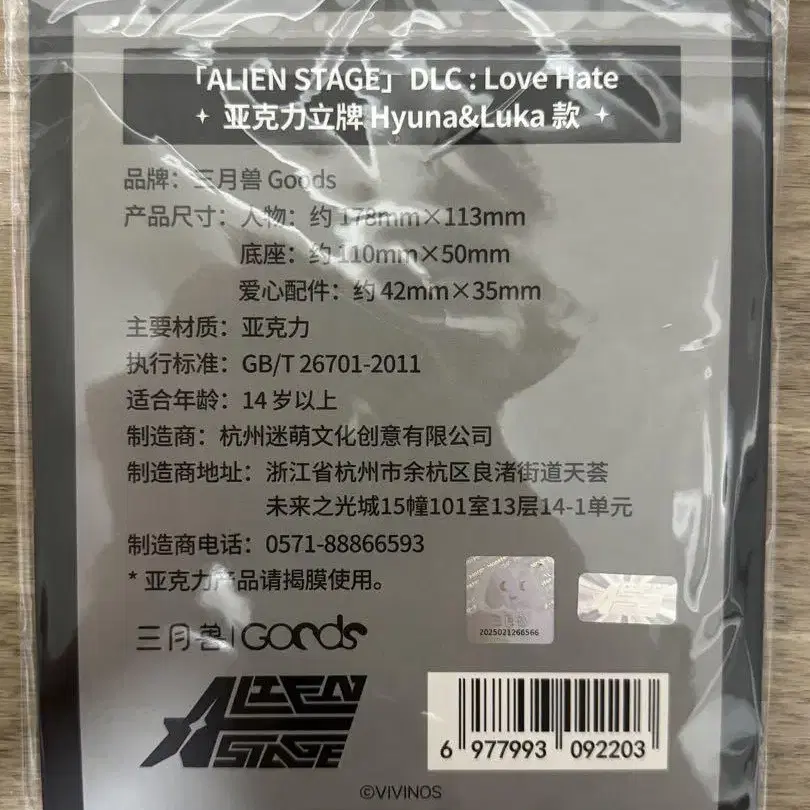 「ALIEN STAGE」DLC : Love Hate
亚克力立牌 Hyuna&Luka 款
品牌：三月兽 Goods
产品尺寸：人物：约 178mm×113mm
底座：约 110mm×50mm
爱心配件：约 42mm×35mm
主要材质：亚克力
执行标准：GB/T 26701-2011
适合年龄：14 岁以上
制造商：杭州迷萌文化创意有限公司
制造商地址：浙江省杭州市余杭区良渚街道天荟
未来之光城15幢101室13层14-1单元
制造商电话：0571-88866593
* 亚克力产品请揭膜使用。
三月兽 | Goods
2025021266566
ALIEN
STAGE
6 977993 092203
©VIVINOS